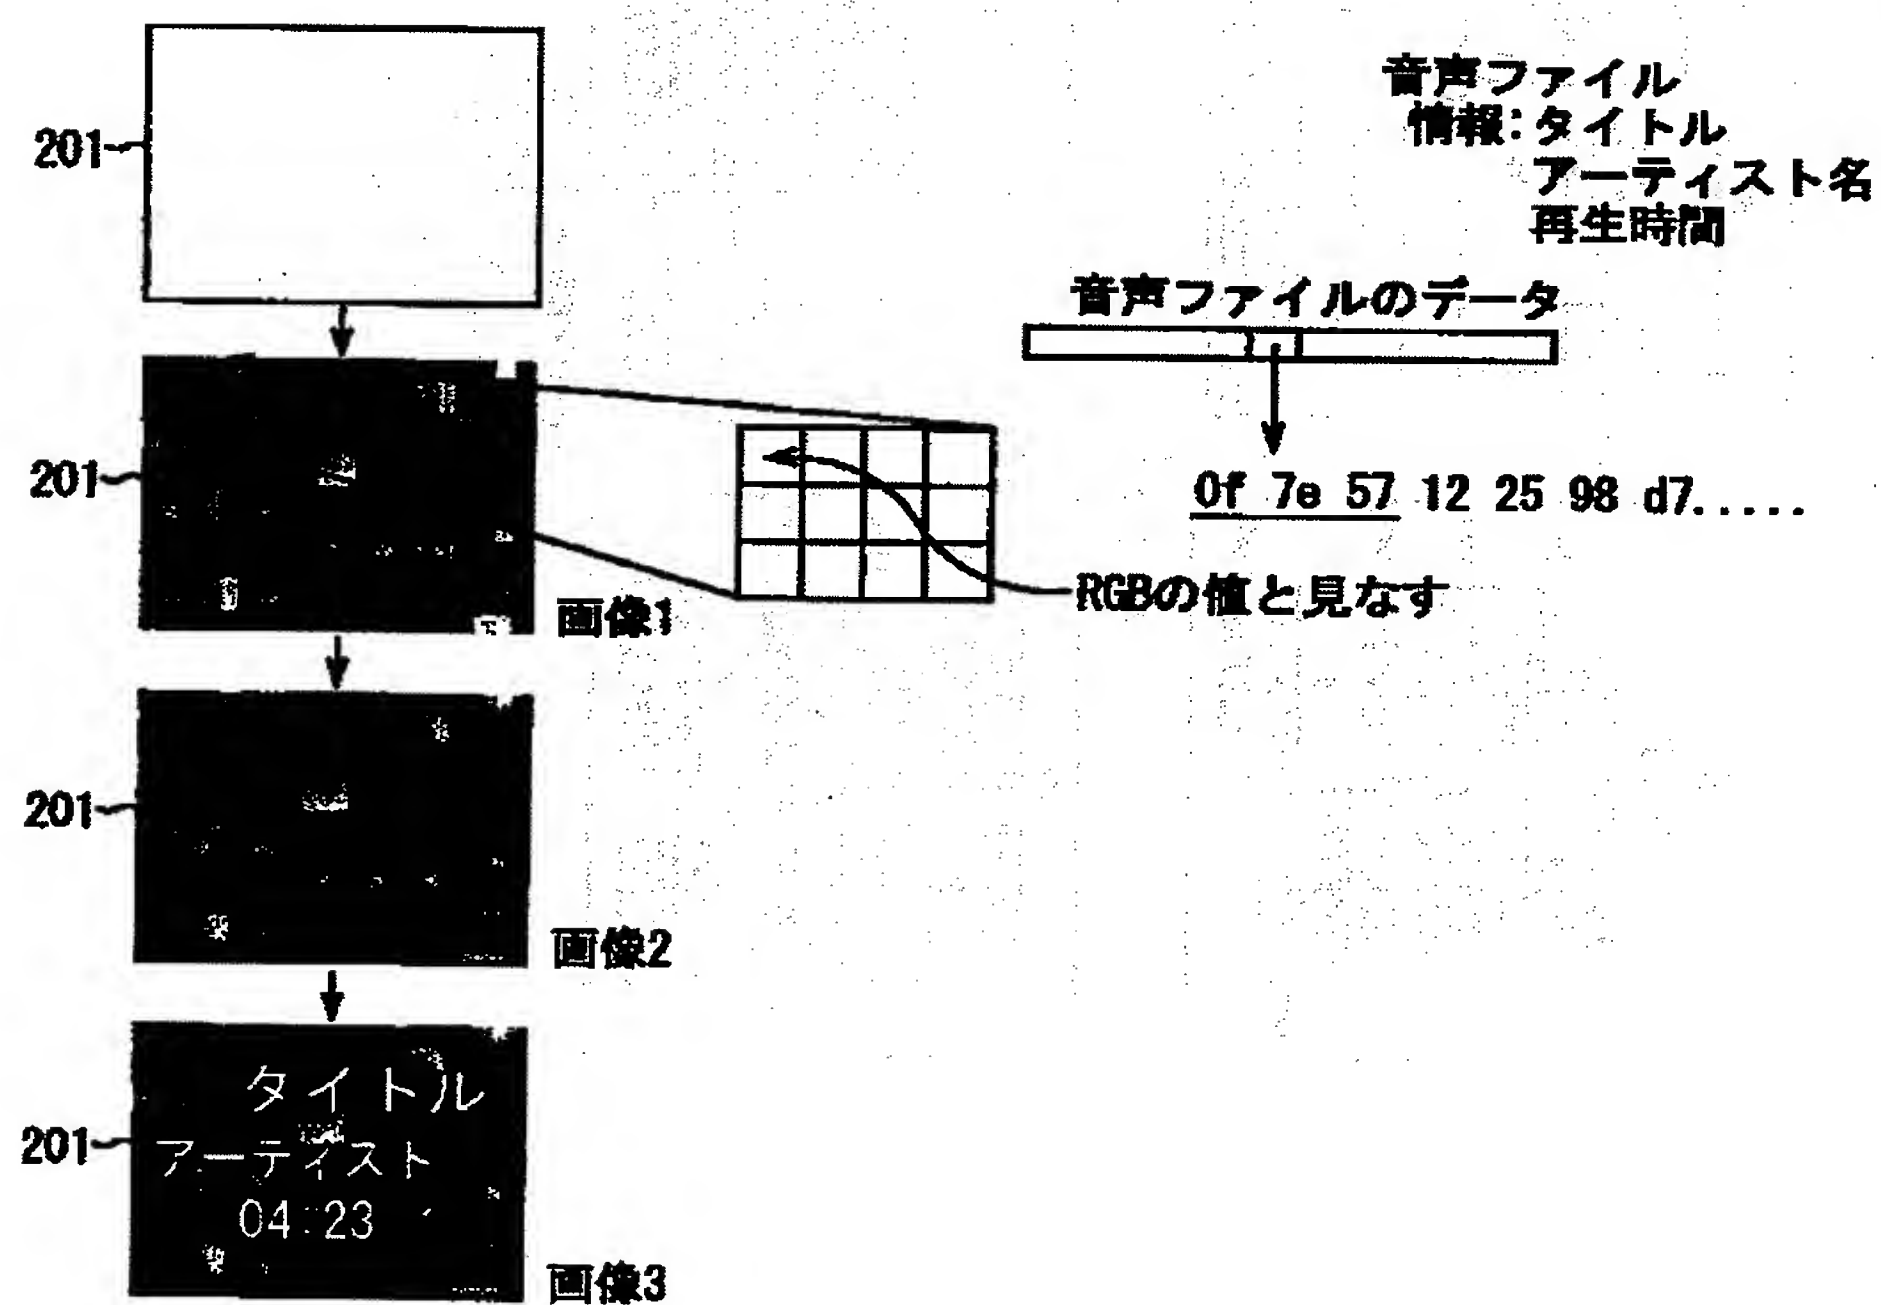 201
音声ファイル
情報:タイトル
アーティスト名
再生時間
音声ファイルのデータ
201
0f 7e 57 12 25 98 d7.....
RGBの値と見なす
画像1
201
画像2
201
タイトル
アーティスト
04:23
画像3